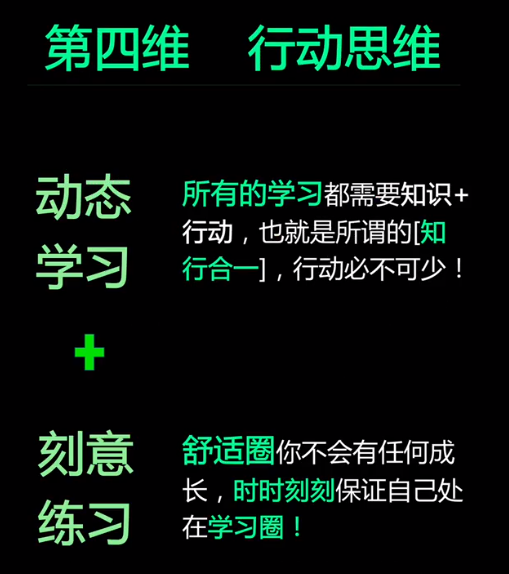 第四维 行动思维
动态
学习
所有的学习都需要知识+
行动，也就是所谓的[知
行合一]，行动必不可少！
+
刻意
练习
舒适圈你不会有任何成
长，时时刻刻保证自己处
在学习圈！